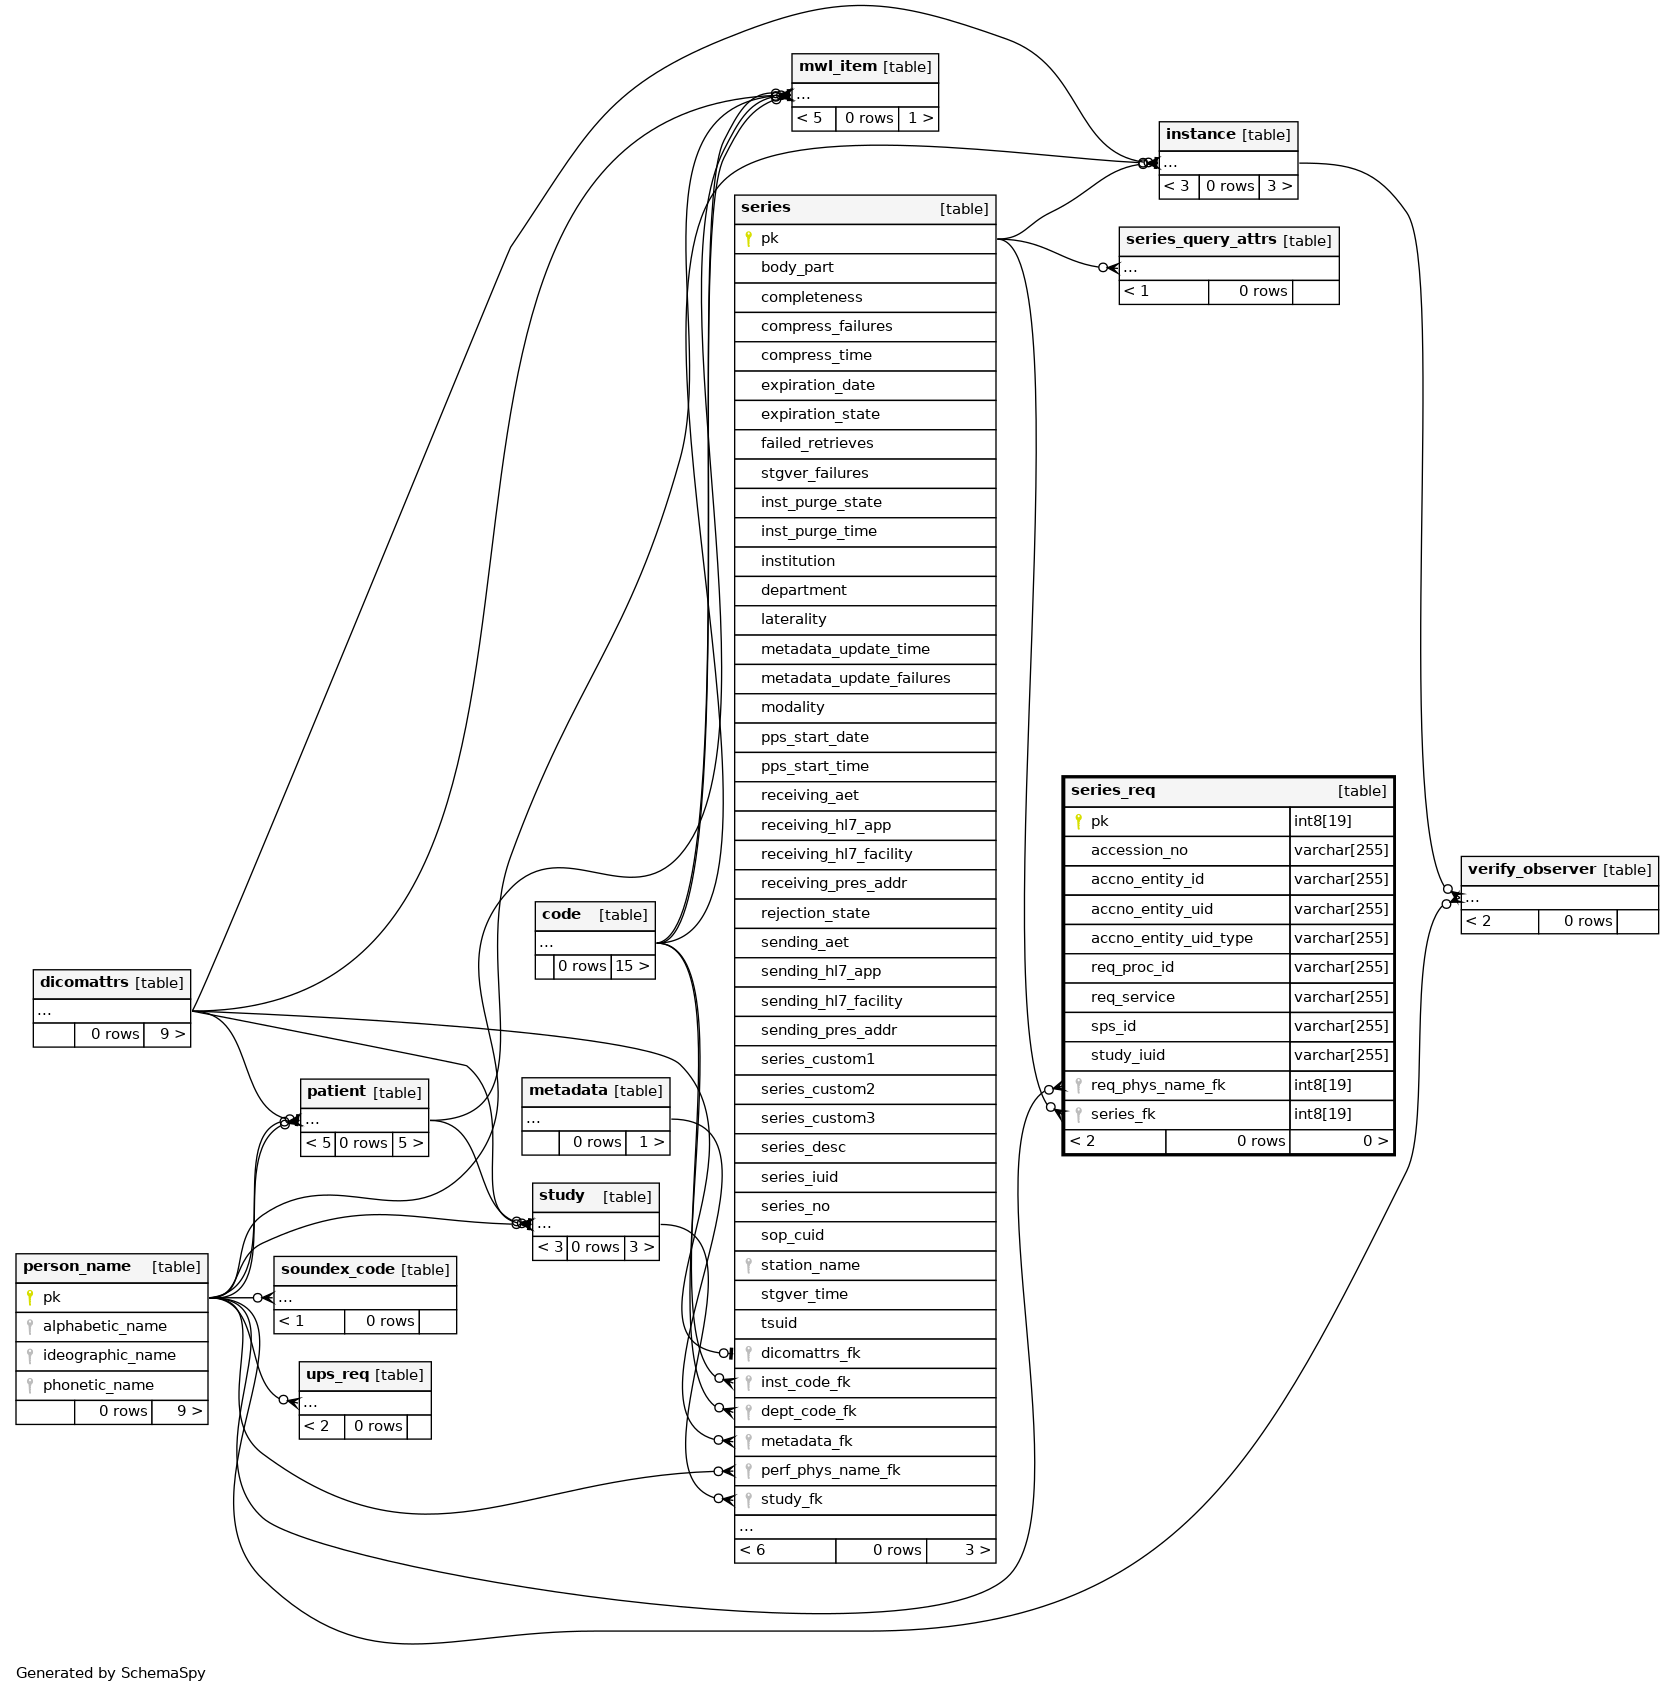 mwl_item [table]
...
< 5 0 rows 1 >
instance [table]
...
< 3 0 rows 3 >
series_query_attrs [table]
...
< 1 0 rows
series [table]
pk
body_part
completeness
compress_failures
compress_time
expiration_date
expiration_state
failed_retrieves
stgver_failures
inst_purge_state
inst_purge_time
institution
department
laterality
metadata_update_time
metadata_update_failures
modality
pps_start_date
pps_start_time
receiving_aet
receiving_hl7_app
receiving_hl7_facility
receiving_pres_addr
rejection_state
sending_aet
sending_hl7_app
sending_hl7_facility
sending_pres_addr
series_custom1
series_custom2
series_custom3
series_desc
series_iuid
series_no
sop_cuid
station_name
stgver_time
tsuid
dicomattrs_fk
inst_code_fk
dept_code_fk
metadata_fk
perf_phys_name_fk
study_fk
...
< 6 0 rows 3 >
series_req [table]
pk int8[19]
accession_no varchar[255]
accno_entity_id varchar[255]
accno_entity_uid varchar[255]
accno_entity_uid_type varchar[255]
req_proc_id varchar[255]
req_service varchar[255]
sps_id varchar[255]
study_iuid varchar[255]
req_phys_name_fk int8[19]
series_fk int8[19]
< 2 0 rows 0 >
verify_observer [table]
...
< 2 0 rows
code [table]
...
0 rows 15 >
dicomattrs [table]
...
0 rows 9 >
patient [table]
...
< 5 0 rows 5 >
metadata [table]
...
0 rows 1 >
study [table]
...
< 3 0 rows 3 >
person_name [table]
pk
alphabetic_name
ideographic_name
phonetic_name
0 rows 9 >
soundex_code [table]
...
< 1 0 rows
ups_req [table]
...
< 2 0 rows
Generated by SchemaSpy